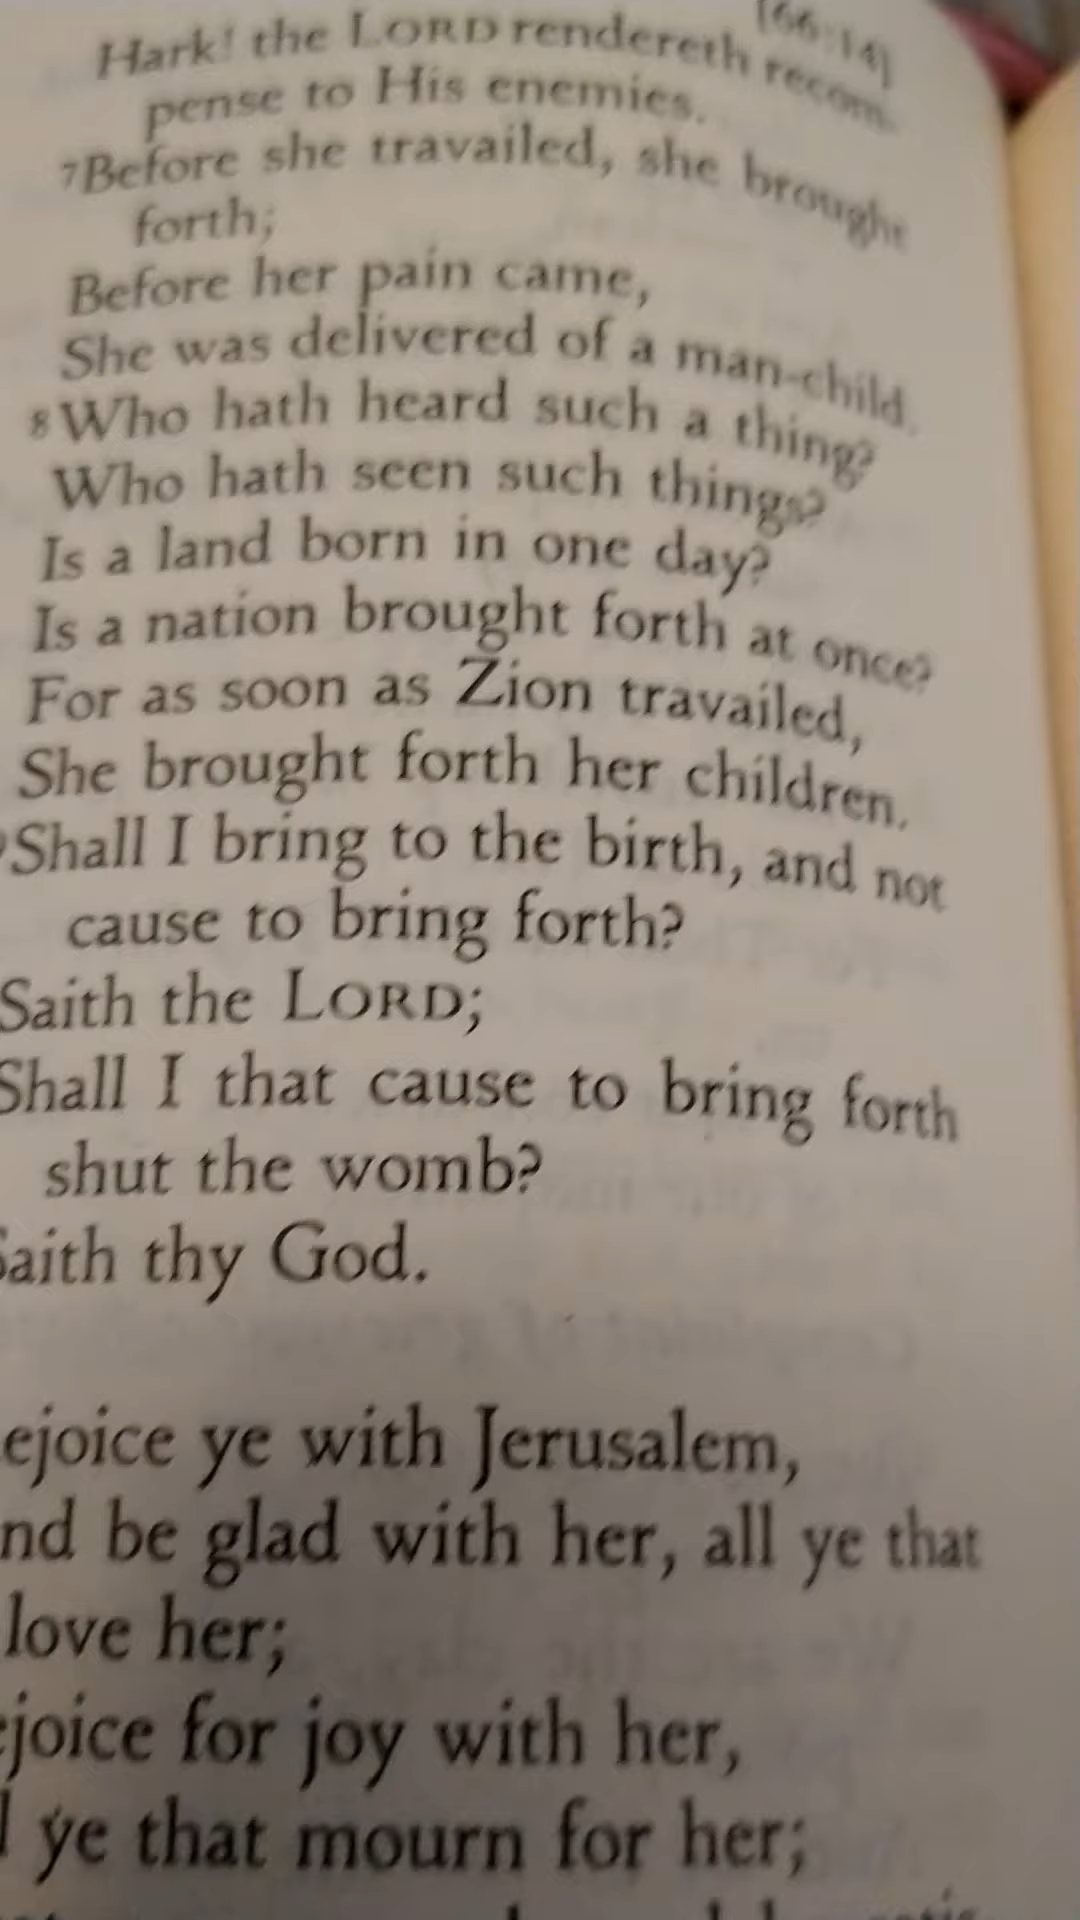 [66:14]
Hark! the LORD rendereth recom-
pense to His enemies.
7Before she travailed, she brought
forth;
Before her pain came,
She was delivered of a man-child.
8Who hath heard such a thing?
Who hath seen such things?
Is a land born in one day?
Is a nation brought forth at once?
For as soon as Zion travailed,
She brought forth her children.
9Shall I bring to the birth, and not
cause to bring forth?
Saith the LORD;
Shall I that cause to bring forth
shut the womb?
Saith thy God.
ejoice ye with Jerusalem,
nd be glad with her, all ye that
love her;
ejoice for joy with her,
l ye that mourn for her;